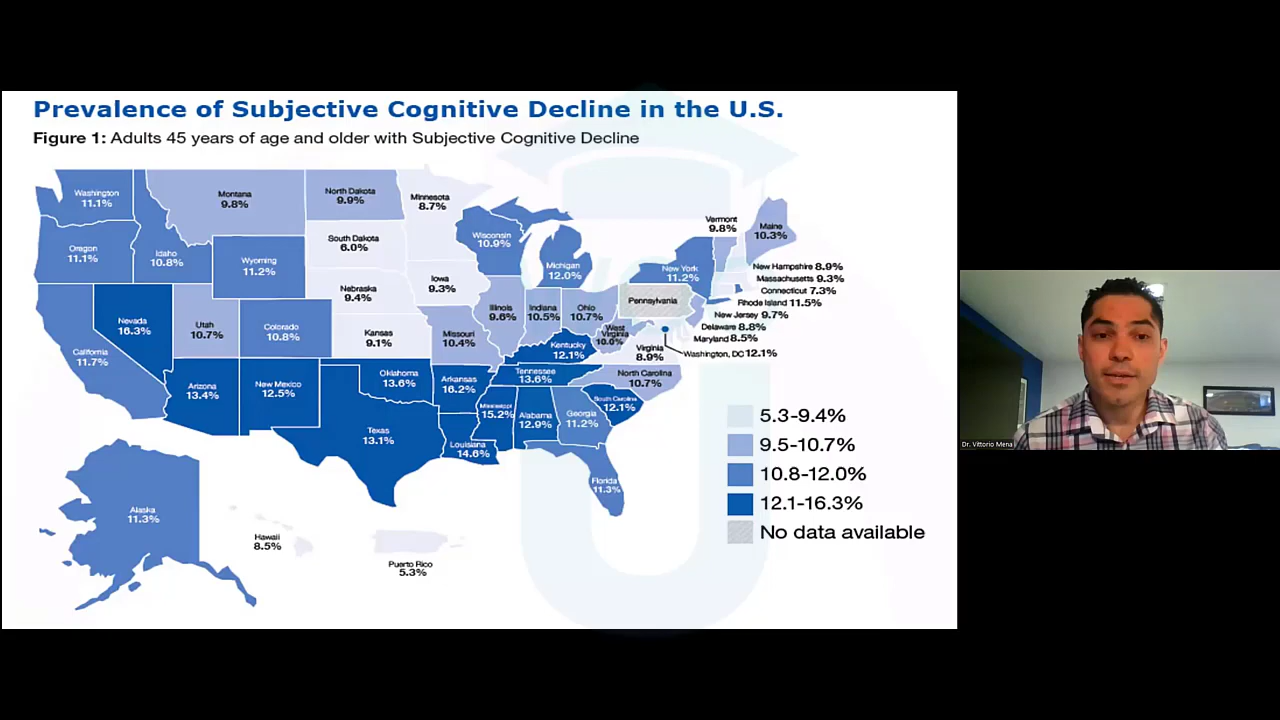 Prevalence of Subjective Cognitive Decline in the U.S.
Figure 1: Adults 45 years of age and older with Subjective Cognitive Decline
Washington
11.1%
Montana
9.8%
North Dakota
9.9%
Minnesota
8.7%
Vermont
9.8%
Maine
10.3%
Oregon
11.1%
Idaho
10.8%
Wyoming
11.2%
South Dakota
6.0%
Wisconsin
10.9%
Michigan
12.0%
New York
11.2%
New Hampshire 8.9%
Massachusetts 9.3%
Connecticut 7.3%
Rhode Island 11.5%
New Jersey 9.7%
Delaware 8.8%
Maryland 8.5%
Washington, DC 12.1%
Nevada
16.3%
Utah
10.7%
Colorado
10.8%
Nebraska
9.4%
Iowa
9.3%
Illinois
9.6%
Indiana
10.5%
Ohio
10.7%
Pennsylvania
West
Virginia
10.0%
Virginia
8.9%
California
11.7%
Kansas
9.1%
Missouri
10.4%
Kentucky
12.1%
North Carolina
10.7%
Arizona
13.4%
New Mexico
12.5%
Oklahoma
13.6%
Arkansas
16.2%
Tennessee
13.6%
South Carolina
12.1%
Texas
13.1%
Louisiana
14.6%
Mississippi
15.2%
Alabama
12.9%
Georgia
11.2%
Florida
11.3%
Alaska
11.3%
Hawaii
8.5%
Puerto Rico
5.3%
5.3-9.4%
9.5-10.7%
10.8-12.0%
12.1-16.3%
No data available
Dr. Vittorio Mena